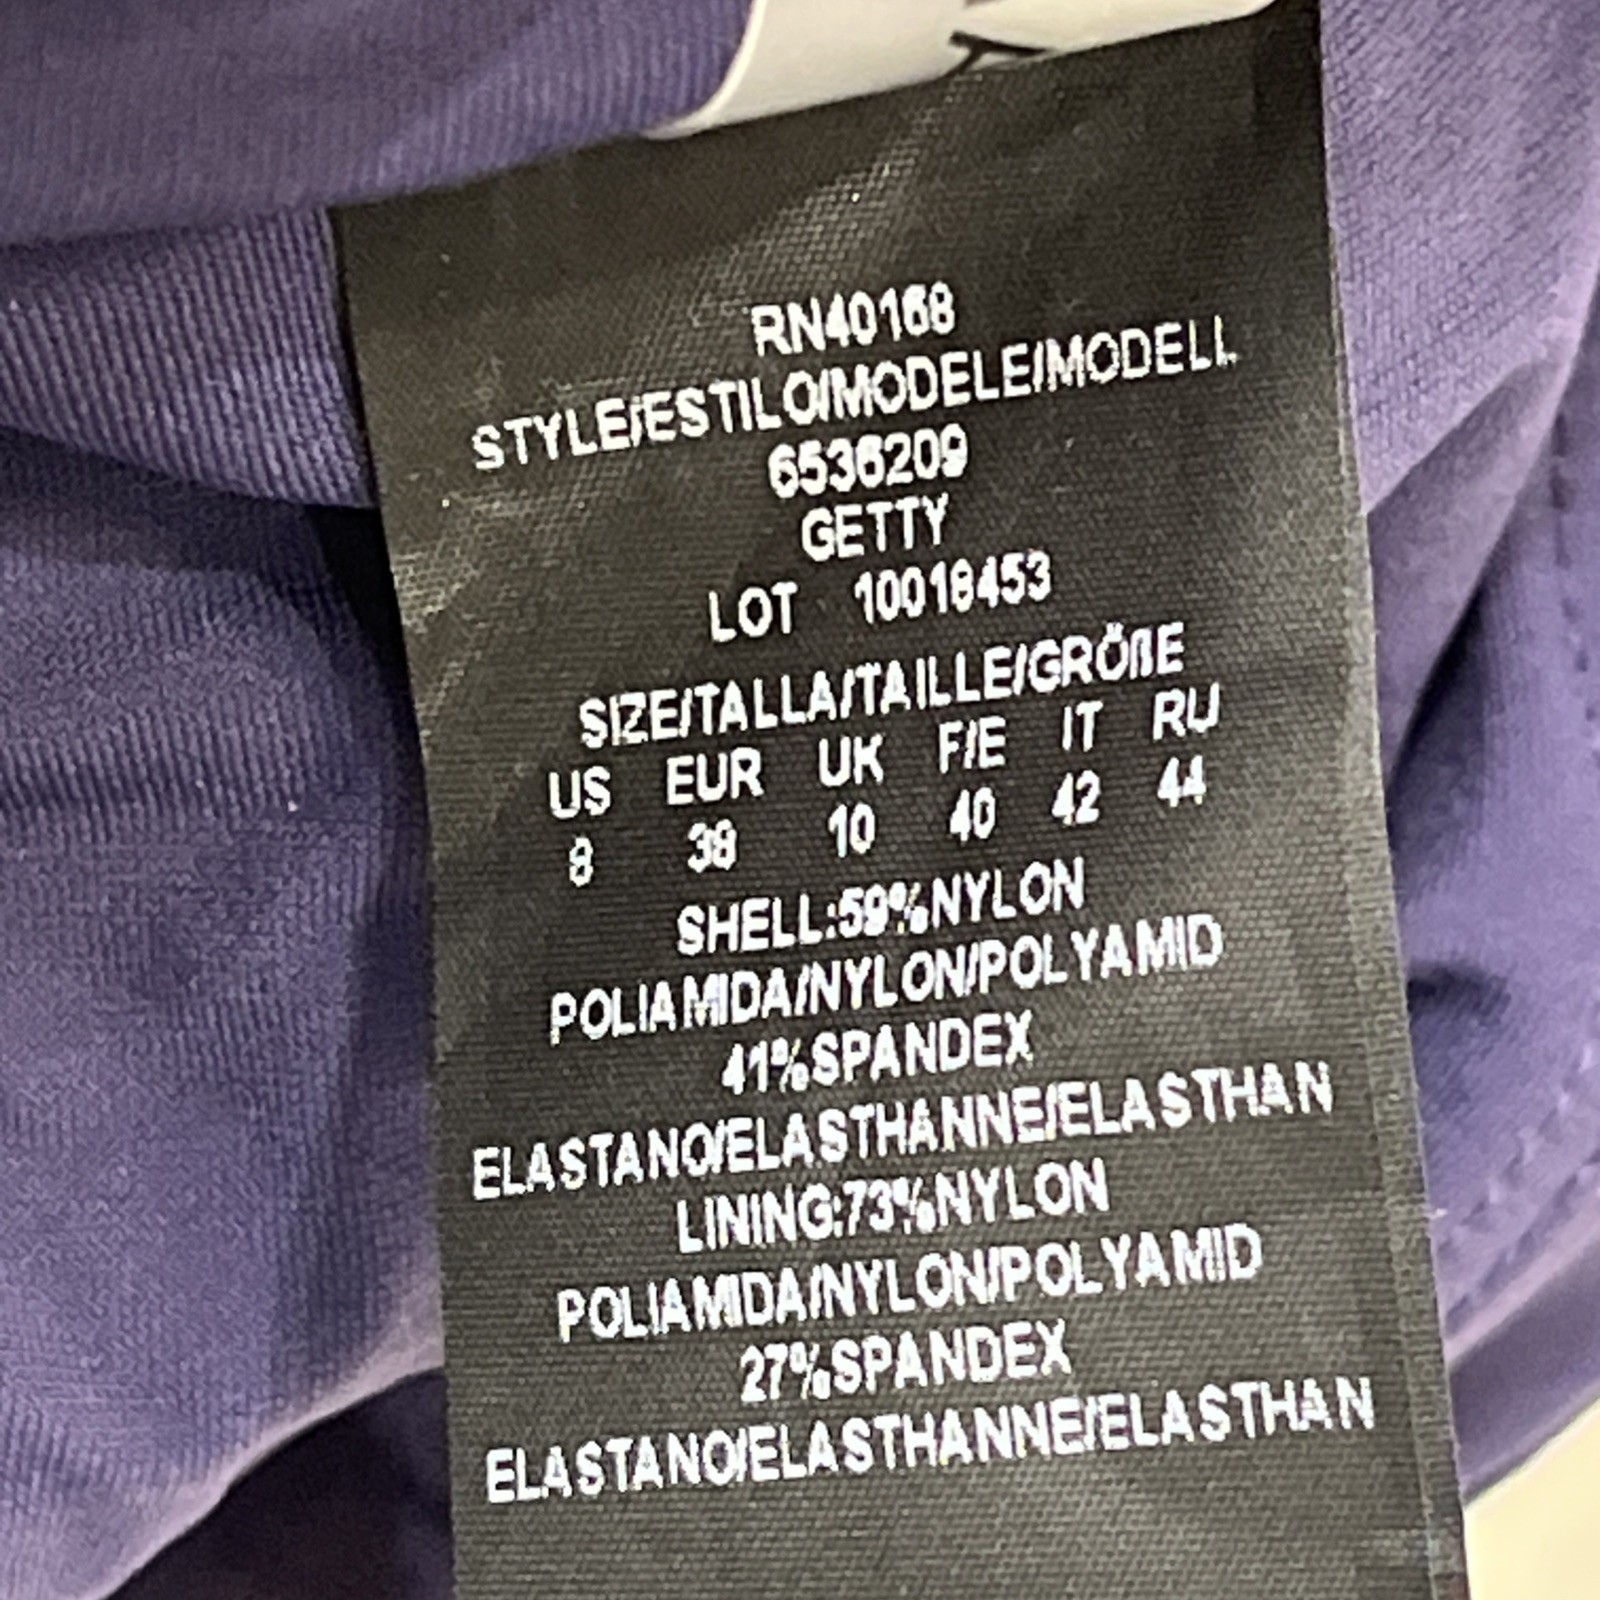 RN40168
STYLE/ESTILO/MODELE/MODELL
6536209
GETTY
LOT 10018453
SIZE/TALLA/TAILLE/GRÖßE
US EUR UK F/E IT RU
8 38 10 40 42 44
SHELL:59%NYLON
POLIAMIDA/NYLON/POLYAMID
41%SPANDEX
ELASTANO/ELASTHANNE/ELASTHAN
LINING:73%NYLON
POLIAMIDA/NYLON/POLYAMID
27%SPANDEX
ELASTANO/ELASTHANNE/ELASTHAN